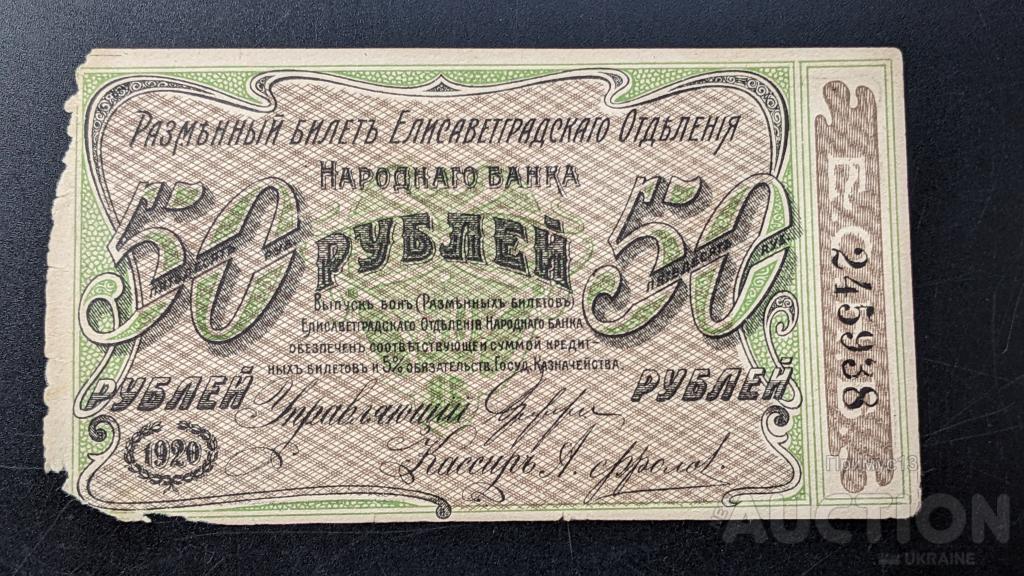 Размѣнный билетъ Елисаветградскаго Отдѣленія
Народнаго Банка
50 РУБЛЕЙ 50
Выпускъ бонъ (Размѣнныхъ билетовъ)
Елисаветградскаго Отдѣленія Народнаго банка
обезпеченъ соотвѣтствующей суммой кредит-
ныхъ билетовъ и 5% обязательствъ Госуд. Казначейства.
РУБЛЕЙ РУБЛЕЙ
Управляющій
1920
Кассиръ А. Фролов.
245938
AUCTION
UKRAINE